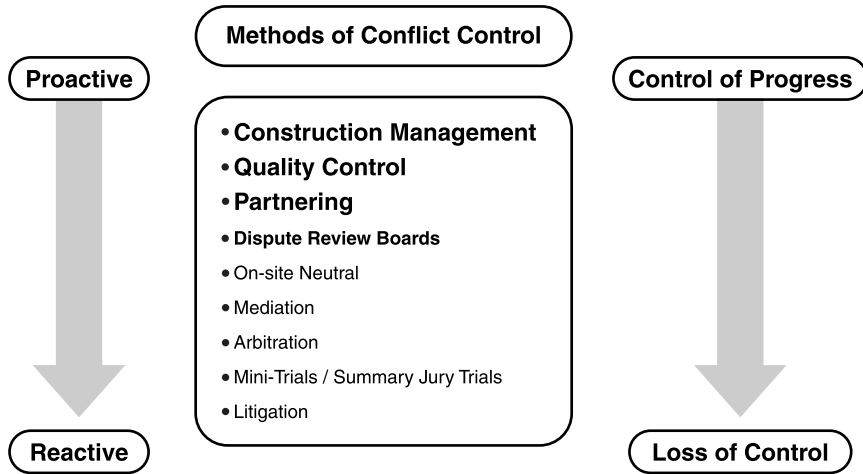 Methods of Conflict Control
Proactive
Control of Progress
• Construction Management
• Quality Control
• Partnering
• Dispute Review Boards
• On-site Neutral
• Mediation
• Arbitration
• Mini-Trials / Summary Jury Trials
• Litigation
Reactive
Loss of Control